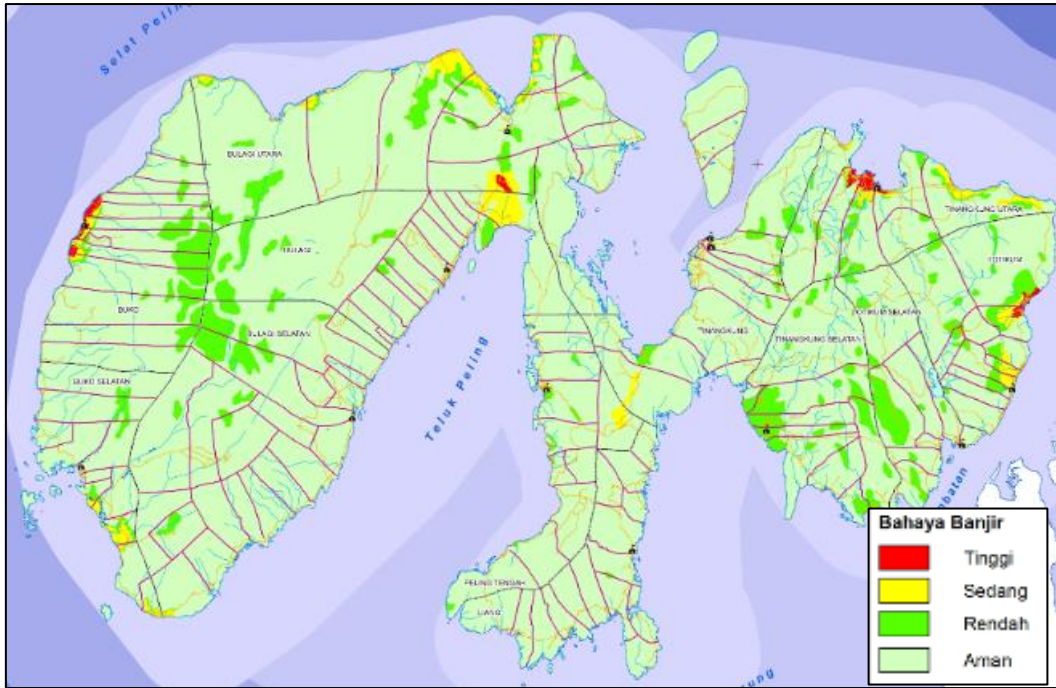 Selat Peling
BULAGI UTARA
TINANGKUNG UTARA
BULAGI
TOTIKUM
BUKO
TOTIKUM SELATAN
BULAGI SELATAN
TINANGKUNG
TINANGKUNG SELATAN
Teluk Peling
BUKO SELATAN
PELING TENGAH
LIANG
Bahaya Banjir
Tinggi
Sedang
Rendah
Aman